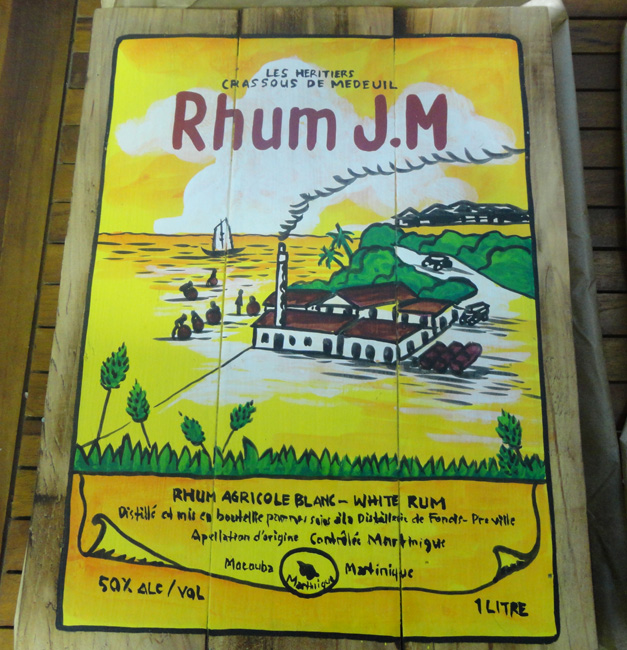 LES HERITIERS
CRASSOUS DE MEDEUIL
Rhum J.M
RHUM AGRICOLE BLANC - WHITE RUM
Distillé et mis en bouteille par nos soins à la Distillerie de Fonds-Préville
Apellation d'origine Contrôlée Martinique
Macouba Martinique Martinique
50% ALC/VOL
1 LITRE